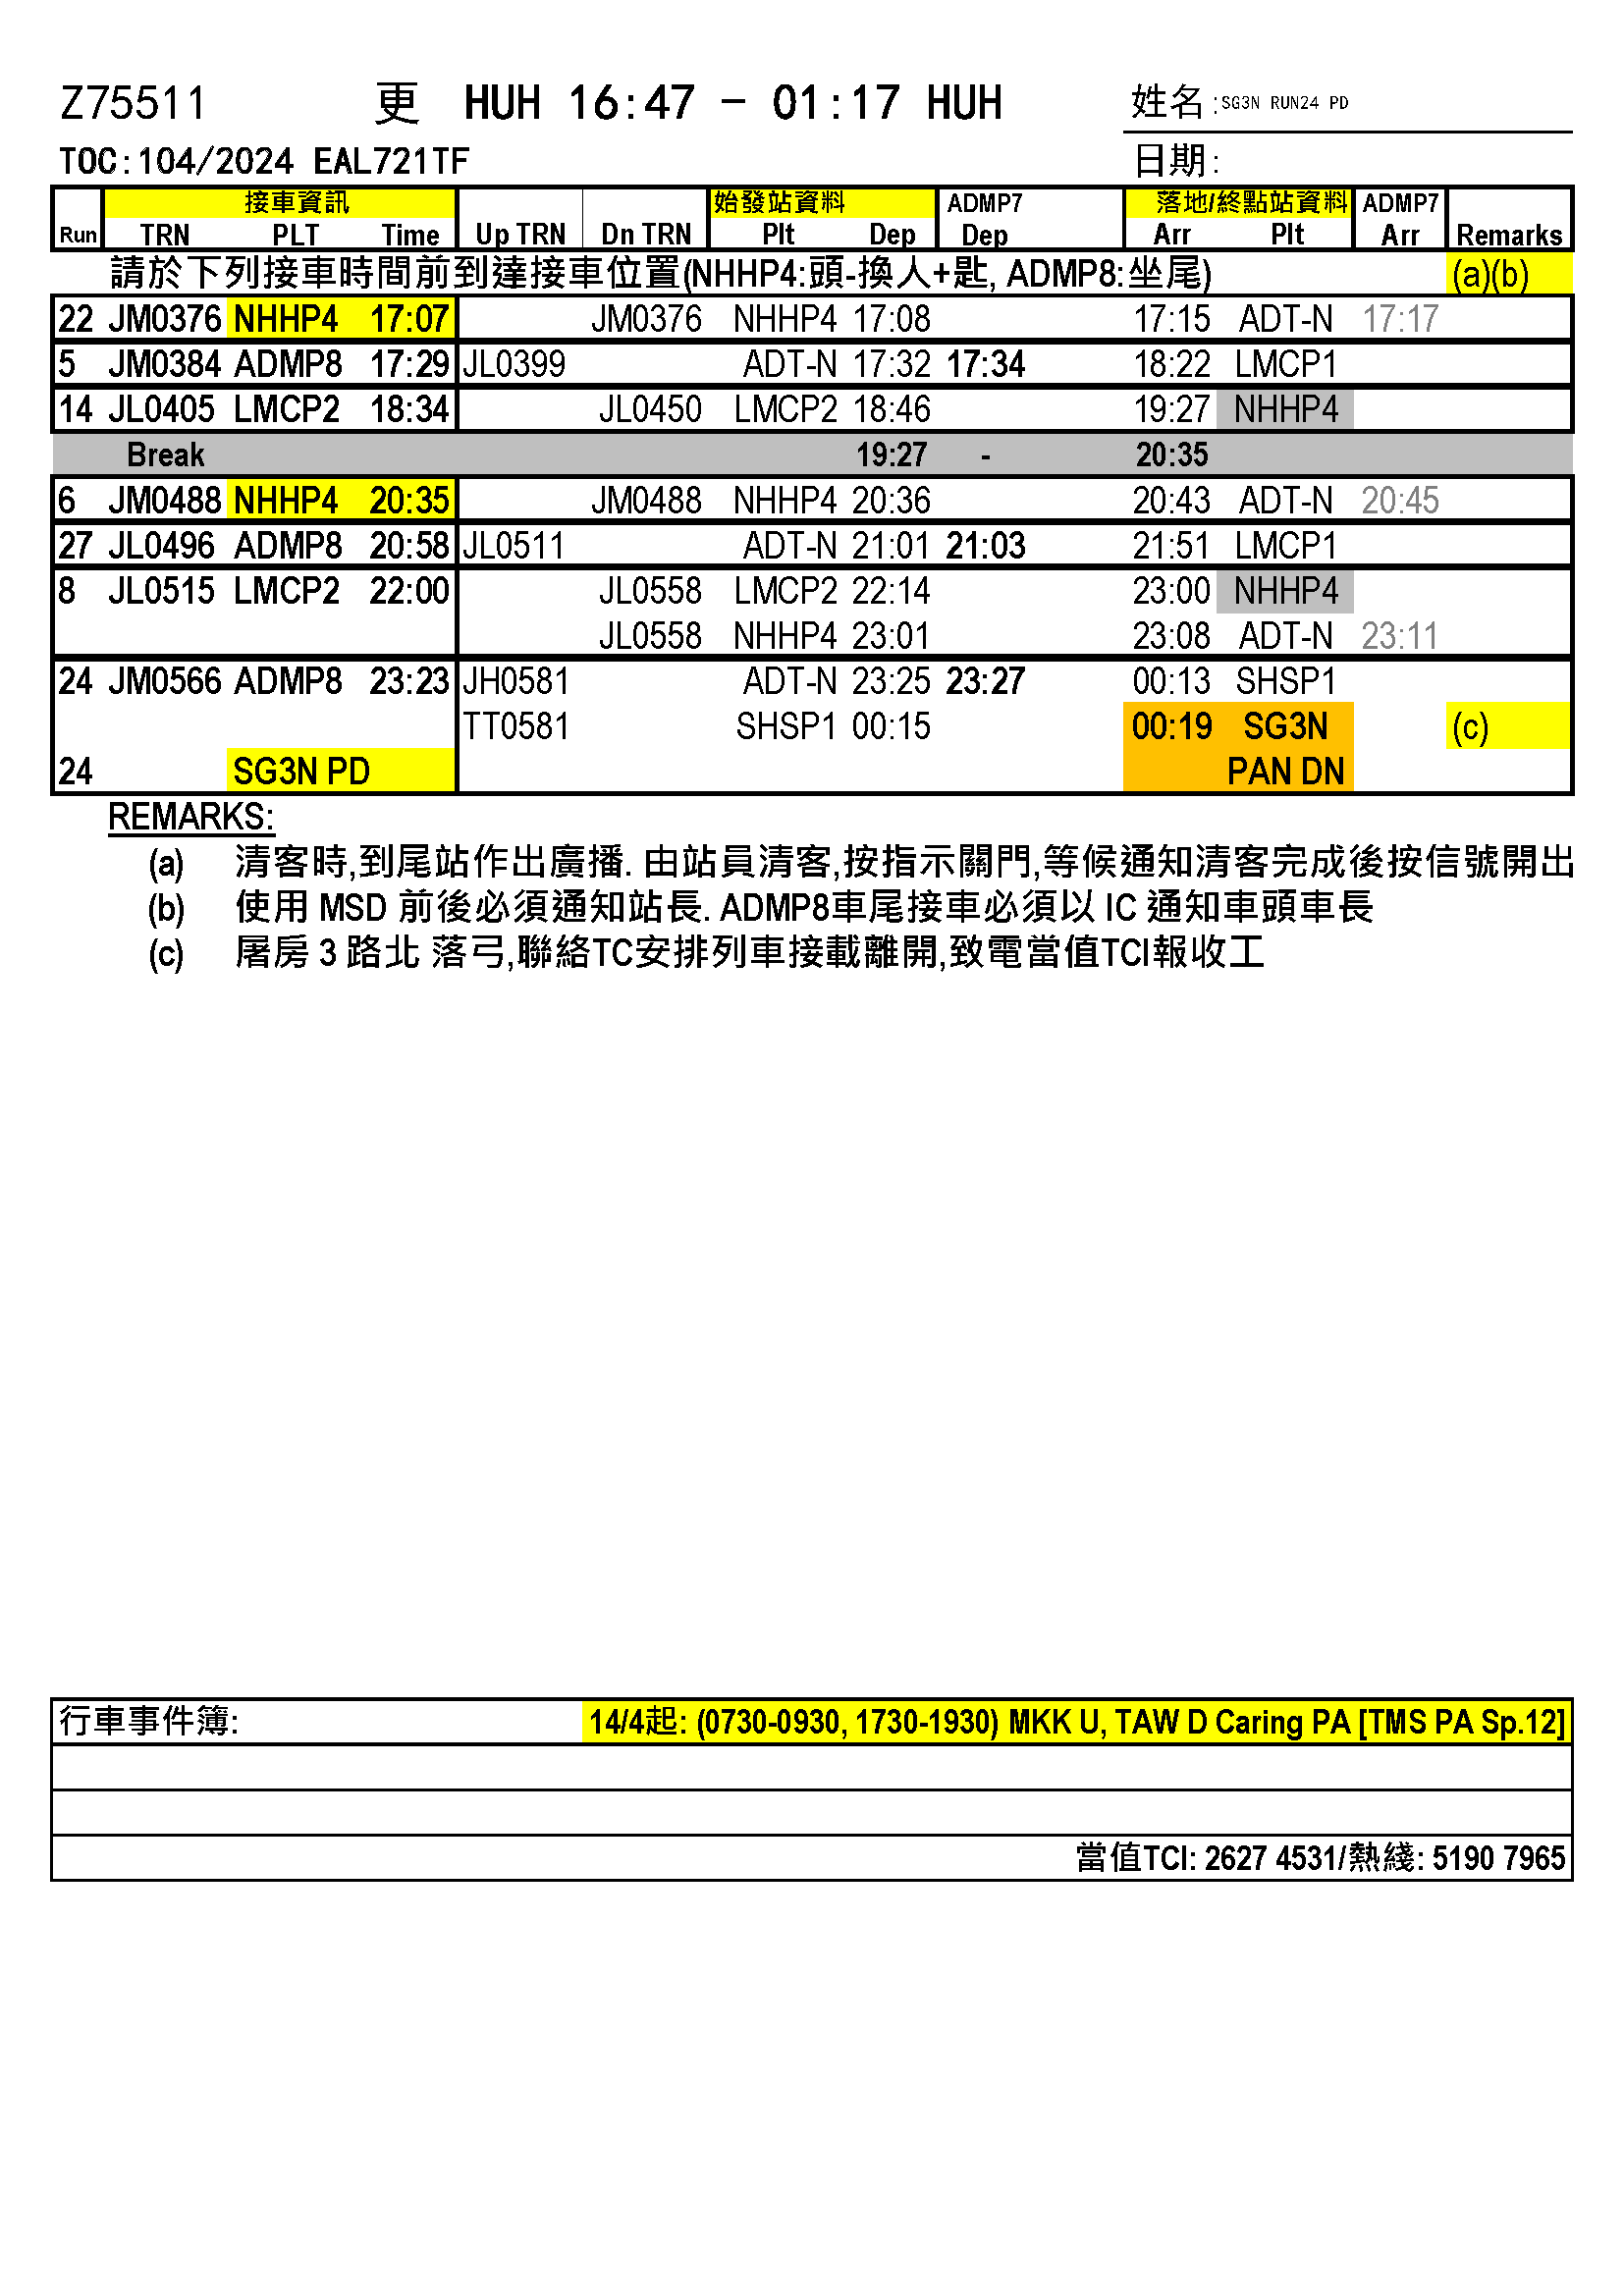 Z75511 更 HUH 16:47 - 01:17 HUH 姓名:SG3N RUN24 PD
TOC:104/2024 EAL721TF 日期:
接車資訊 始發站資料 ADMP7 落地/終點站資料 ADMP7
Run TRN PLT Time Up TRN Dn TRN Plt Dep Dep Arr Plt Arr Remarks
請於下列接車時間前到達接車位置(NHHP4:頭-換人+匙, ADMP8:坐尾) (a)(b)
22 JM0376 NHHP4 17:07 JM0376 NHHP4 17:08 17:15 ADT-N 17:17
5 JM0384 ADMP8 17:29 JL0399 ADT-N 17:32 17:34 18:22 LMCP1
14 JL0405 LMCP2 18:34 JL0450 LMCP2 18:46 19:27 NHHP4
Break 19:27 - 20:35
6 JM0488 NHHP4 20:35 JM0488 NHHP4 20:36 20:43 ADT-N 20:45
27 JL0496 ADMP8 20:58 JL0511 ADT-N 21:01 21:03 21:51 LMCP1
8 JL0515 LMCP2 22:00 JL0558 LMCP2 22:14 23:00 NHHP4
JL0558 NHHP4 23:01 23:08 ADT-N 23:11
24 JM0566 ADMP8 23:23 JH0581 ADT-N 23:25 23:27 00:13 SHSP1
TT0581 SHSP1 00:15 00:19 SG3N (c)
24 SG3N PD PAN DN
REMARKS:
(a) 清客時,到尾站作出廣播. 由站員清客,按指示關門,等候通知清客完成後按信號開出
(b) 使用 MSD 前後必須通知站長. ADMP8車尾接車必須以 IC 通知車頭車長
(c) 屠房 3 路北 落弓,聯絡TC安排列車接載離開,致電當值TCI報收工
行車事件簿: 14/4起: (0730-0930, 1730-1930) MKK U, TAW D Caring PA [TMS PA Sp.12]
當值TCI: 2627 4531/熱綫: 5190 7965